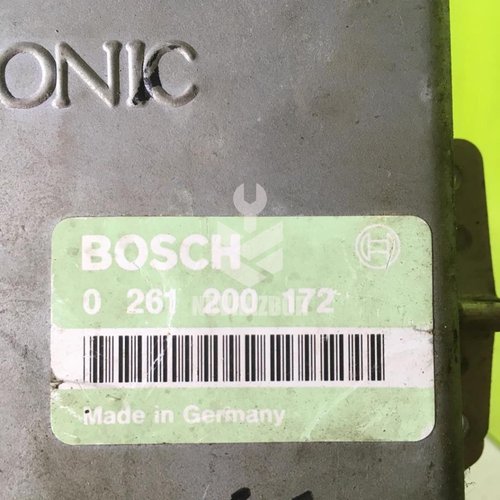 ONIC
BOSCH
0 261 200 172
Made in Germany